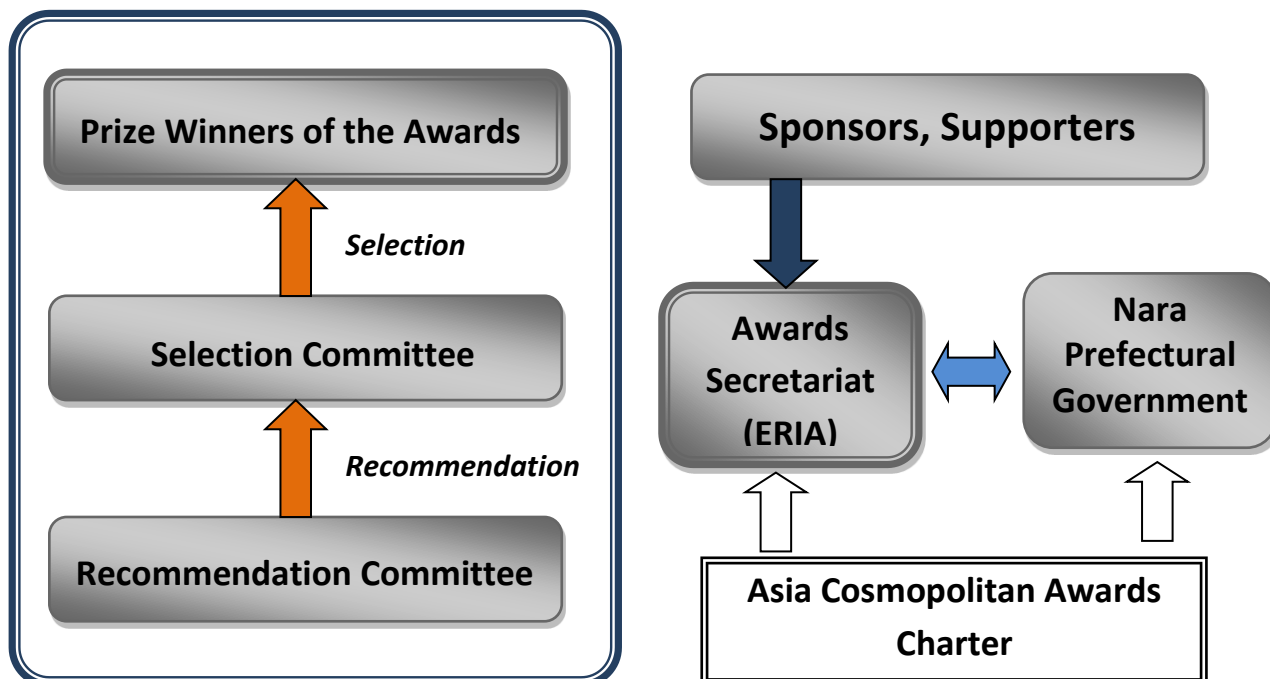 Prize Winners of the Awards
Selection
Selection Committee
Recommendation
Recommendation Committee
Sponsors, Supporters
Awards
Secretariat
(ERIA)
Nara
Prefectural
Government
Asia Cosmopolitan Awards
Charter